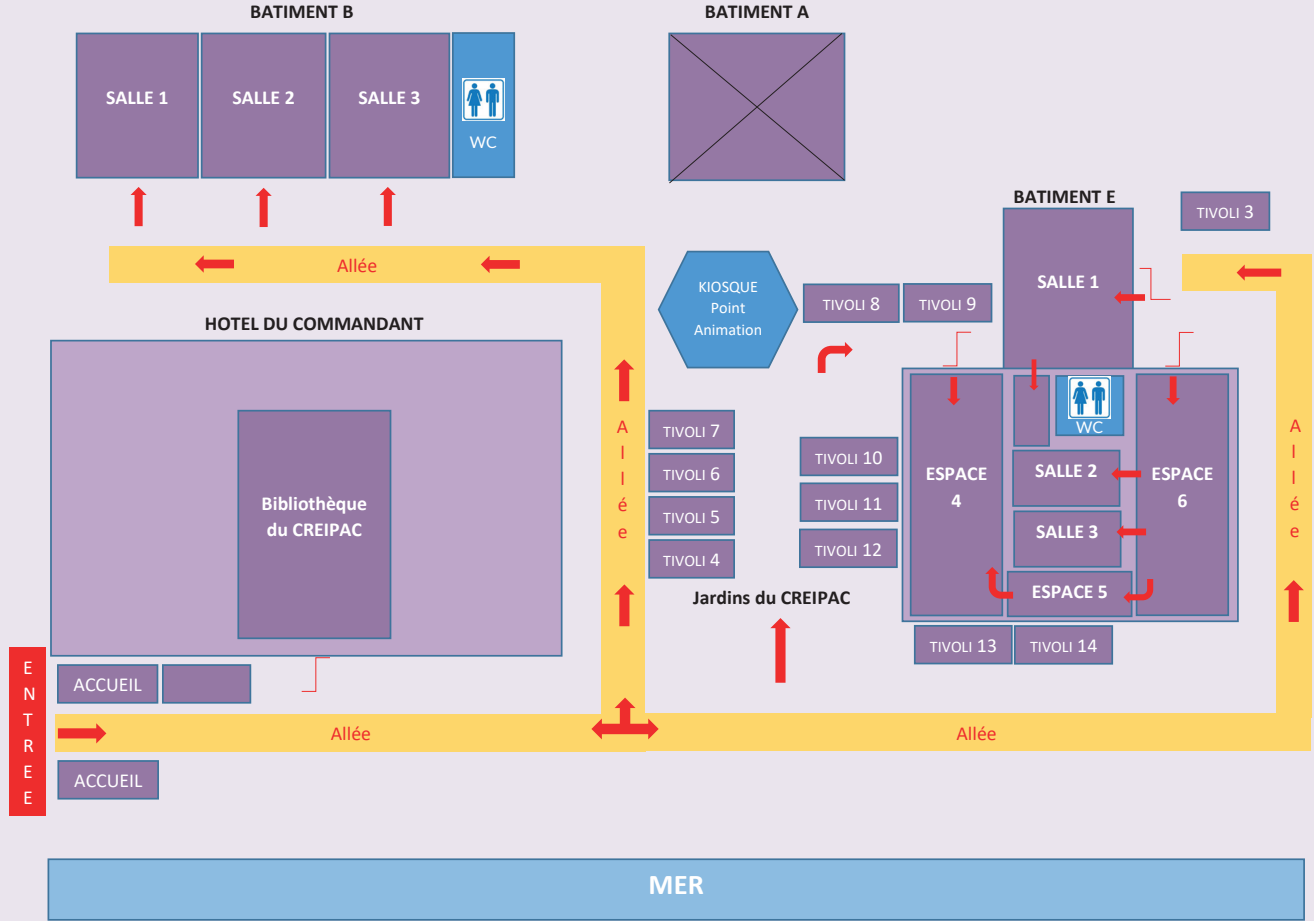 BATIMENT B
BATIMENT A
SALLE 1
SALLE 2
SALLE 3
WC
BATIMENT E
TIVOLI 3
Allée
KIOSQUE
Point
Animation
TIVOLI 8
TIVOLI 9
SALLE 1
HOTEL DU COMMANDANT
Bibliothèque
du CREIPAC
Allée
TIVOLI 7
TIVOLI 6
TIVOLI 5
TIVOLI 4
TIVOLI 10
TIVOLI 11
TIVOLI 12
Jardins du CREIPAC
ESPACE
4
WC
SALLE 2
SALLE 3
ESPACE 5
ESPACE
6
Allée
TIVOLI 13
TIVOLI 14
ENTREE
ACCUEIL
Allée
Allée
ACCUEIL
MER